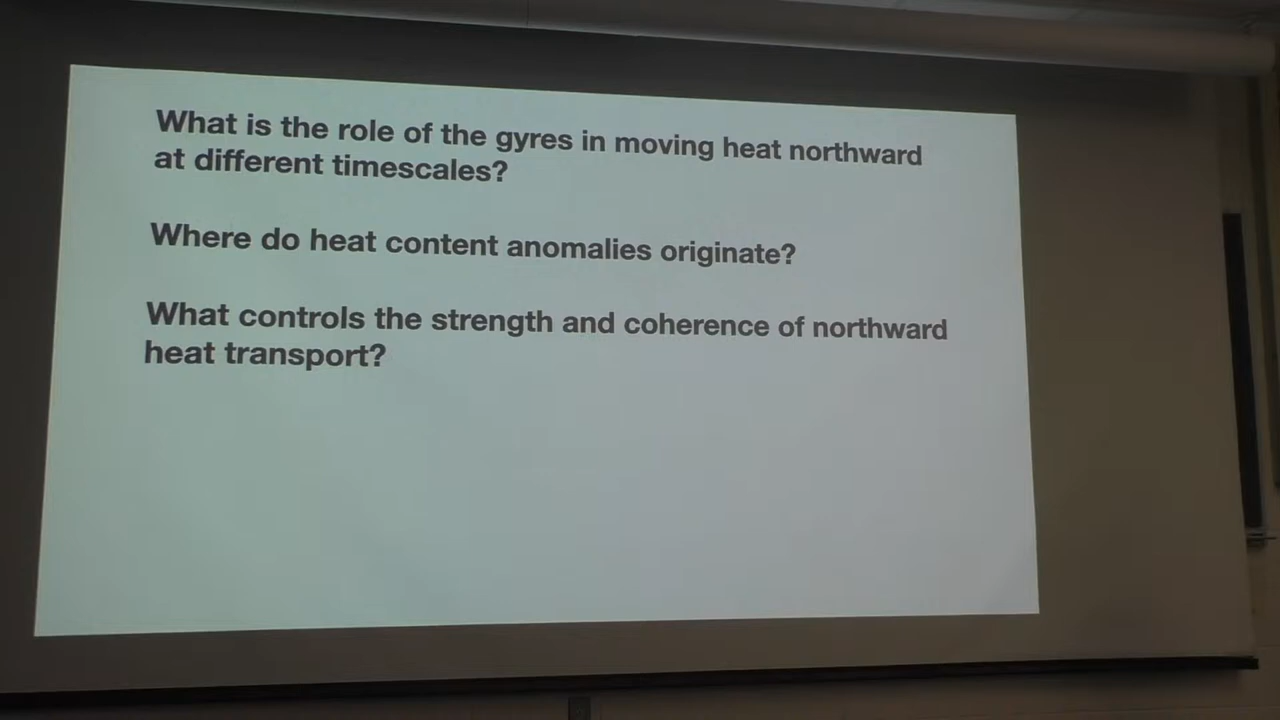 What is the role of the gyres in moving heat northward
at different timescales?
Where do heat content anomalies originate?
What controls the strength and coherence of northward
heat transport?